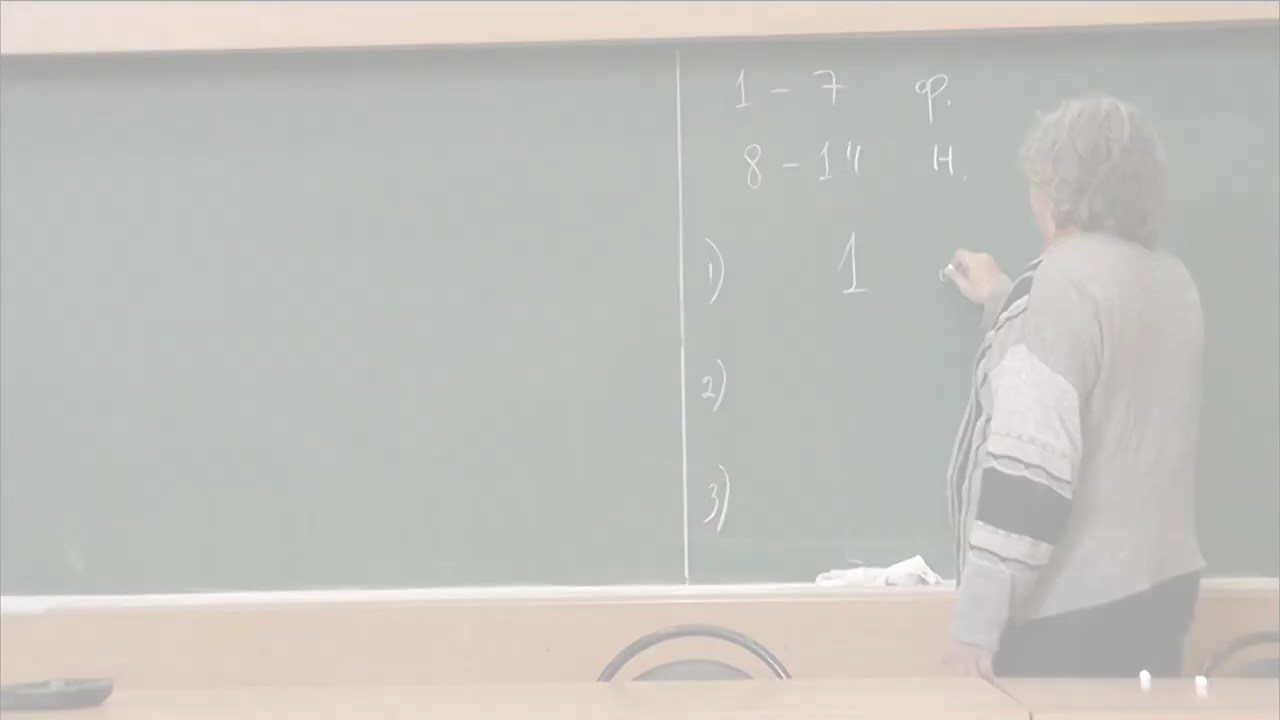 1 - 7 ф.
8 - 14 н.
1) 1
2)
3)